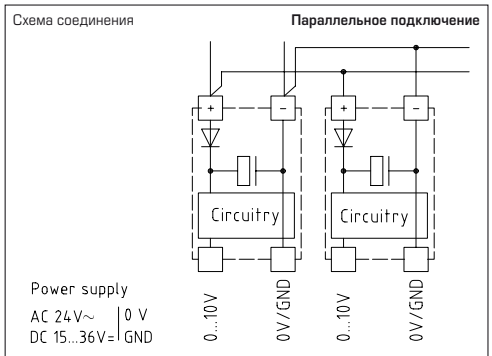 Схема соединения
Параллельное подключение
+ − + −
Circuitry Circuitry
Power supply
AC 24V~ 0 V
DC 15...36V= GND
0...10V
0V/GND
0...10V
0V/GND